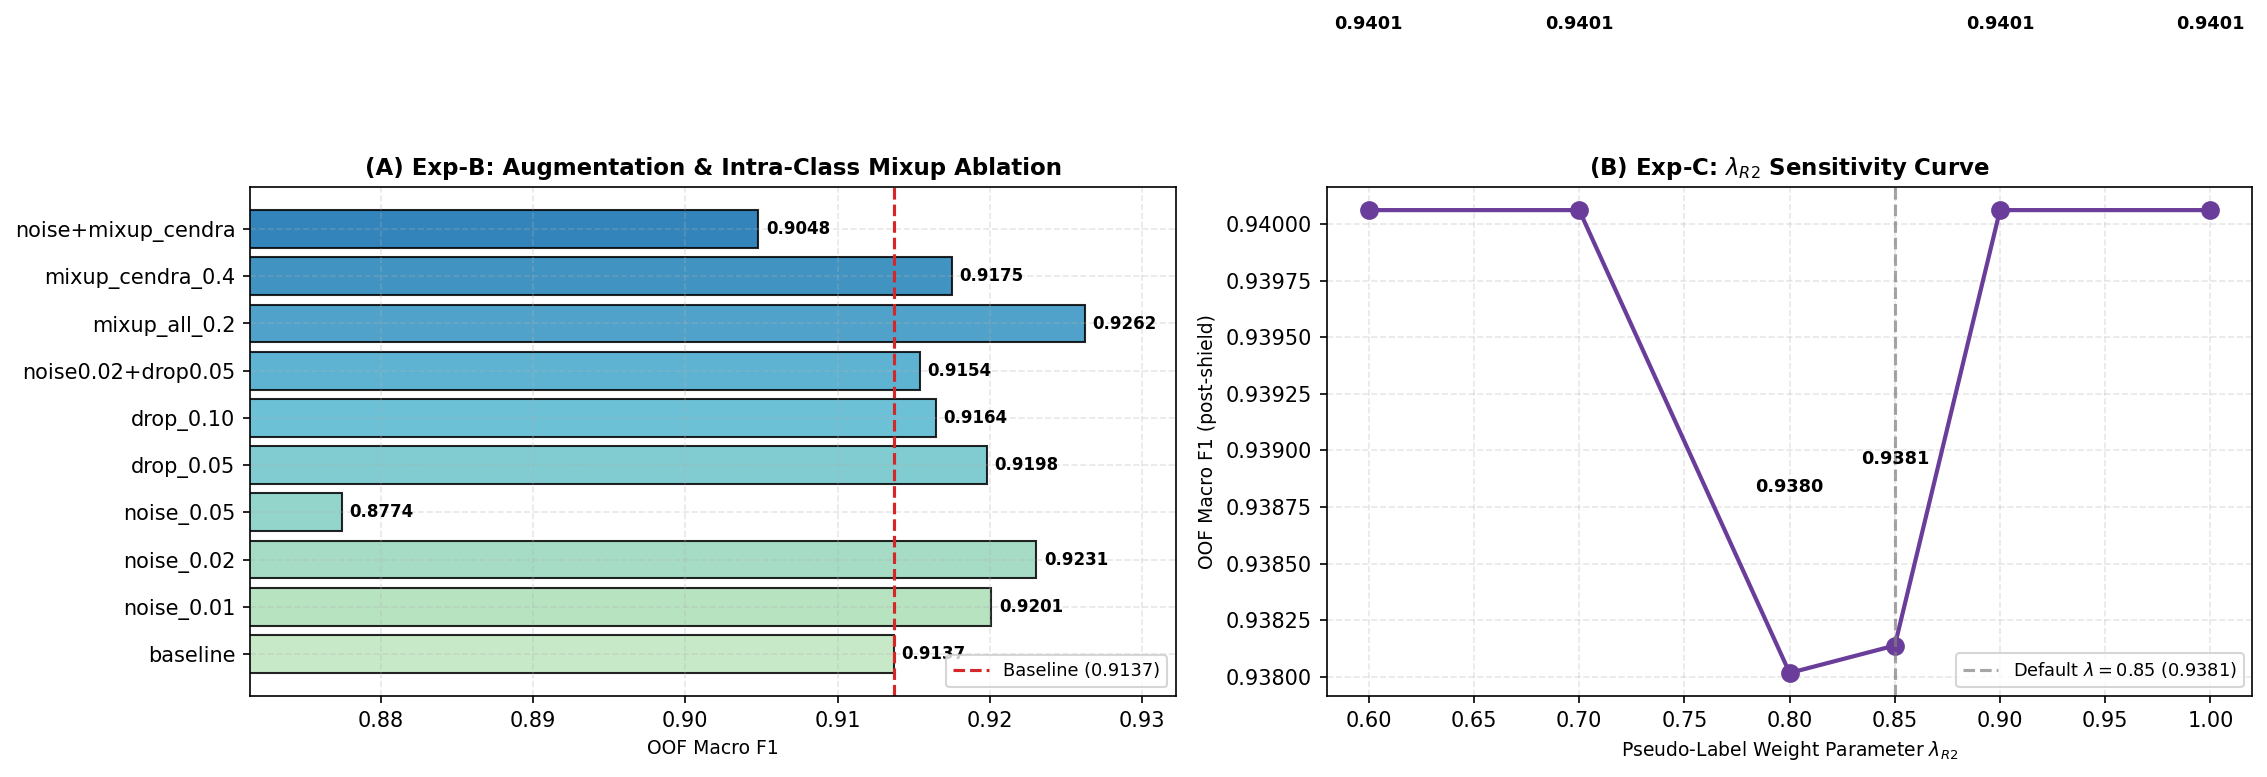 0.9401 0.9401 0.9401 0.9401
(A) Exp-B: Augmentation & Intra-Class Mixup Ablation
noise+mixup_cendra 0.9048
mixup_cendra_0.4 0.9175
mixup_all_0.2 0.9262
noise0.02+drop0.05 0.9154
drop_0.10 0.9164
drop_0.05 0.9198
noise_0.05 0.8774
noise_0.02 0.9231
noise_0.01 0.9201
baseline 0.9137
Baseline (0.9137)
0.88 0.89 0.90 0.91 0.92 0.93
OOF Macro F1
(B) Exp-C: λR2 Sensitivity Curve
OOF Macro F1 (post-shield)
0.94000
0.93975
0.93950
0.93925
0.93900
0.93875
0.93850
0.93825
0.93800
0.9381
0.9380
Default λ = 0.85 (0.9381)
0.60 0.65 0.70 0.75 0.80 0.85 0.90 0.95 1.00
Pseudo-Label Weight Parameter λR2